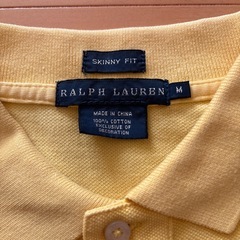 SKINNY FIT
RALPH LAUREN M
MADE IN CHINA
100% COTTON
EXCLUSIVE OF
DECORATION